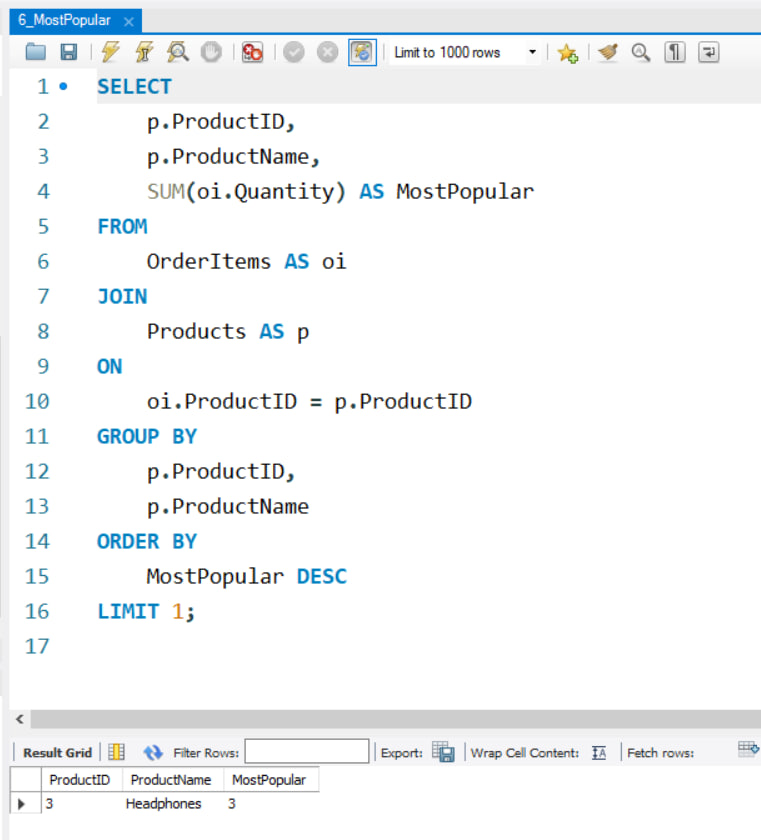 6_MostPopular ×
Limit to 1000 rows
1 SELECT
2 p.ProductID,
3 p.ProductName,
4 SUM(oi.Quantity) AS MostPopular
5 FROM
6 OrderItems AS oi
7 JOIN
8 Products AS p
9 ON
10 oi.ProductID = p.ProductID
11 GROUP BY
12 p.ProductID,
13 p.ProductName
14 ORDER BY
15 MostPopular DESC
16 LIMIT 1;
17
Result Grid Filter Rows: Export: Wrap Cell Content: Fetch rows:
ProductID ProductName MostPopular
3 Headphones 3